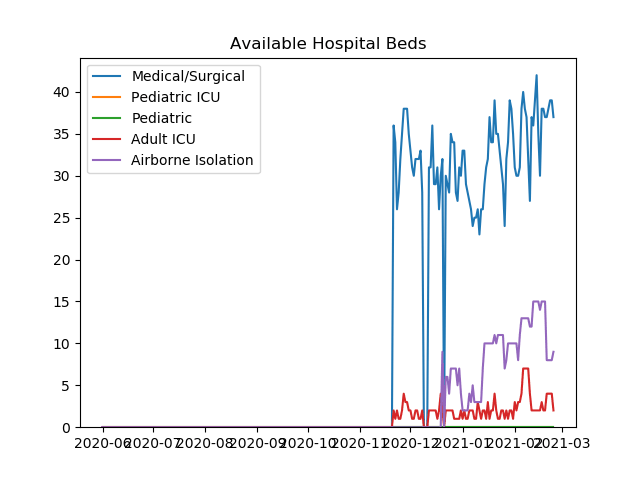 Available Hospital Beds
Medical/Surgical
Pediatric ICU
Pediatric
Adult ICU
Airborne Isolation
40
35
30
25
20
15
10
5
0
2020-06 2020-07 2020-08 2020-09 2020-10 2020-11 2020-12 2021-01 2021-02 2021-03